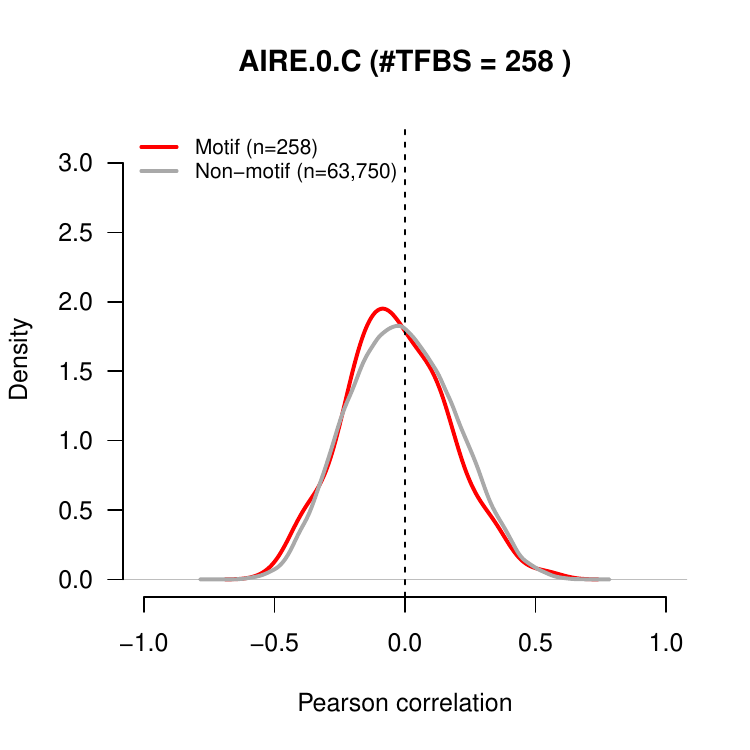 AIRE.0.C (#TFBS = 258 )
Motif (n=258)
Non−motif (n=63,750)
3.0
2.5
2.0
1.5
1.0
0.5
0.0
Density
−1.0 −0.5 0.0 0.5 1.0
Pearson correlation